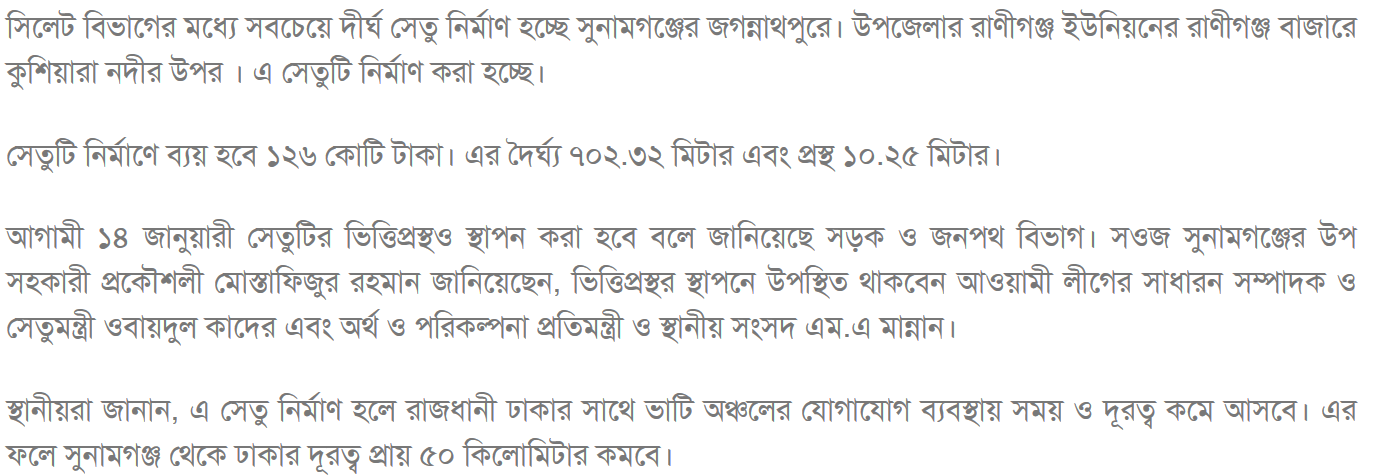 সিলেট বিভাগের মধ্যে সবচেয়ে দীর্ঘ সেতু নির্মাণ হচ্ছে সুনামগঞ্জের জগন্নাথপুরে। উপজেলার রাণীগঞ্জ ইউনিয়নের রাণীগঞ্জ বাজারে
কুশিয়ারা নদীর উপর । এ সেতুটি নির্মাণ করা হচ্ছে।
সেতুটি নির্মাণে ব্যয় হবে ১২৬ কোটি টাকা। এর দৈর্ঘ্য ৭০২.৩২ মিটার এবং প্রস্থ ১০.২৫ মিটার।
আগামী ১৪ জানুয়ারী সেতুটির ভিত্তিপ্রস্থও স্থাপন করা হবে বলে জানিয়েছে সড়ক ও জনপথ বিভাগ। সওজ সুনামগঞ্জের উপ
সহকারী প্রকৌশলী মোস্তাফিজুর রহমান জানিয়েছেন, ভিত্তিপ্রস্থর স্থাপনে উপস্থিত থাকবেন আওয়ামী লীগের সাধারন সম্পাদক ও
সেতুমন্ত্রী ওবায়দুল কাদের এবং অর্থ ও পরিকল্পনা প্রতিমন্ত্রী ও স্থানীয় সংসদ এম.এ মান্নান।
স্থানীয়রা জানান, এ সেতু নির্মাণ হলে রাজধানী ঢাকার সাথে ভাটি অঞ্চলের যোগাযোগ ব্যবস্থায় সময় ও দূরত্ব কমে আসবে। এর
ফলে সুনামগঞ্জ থেকে ঢাকার দূরত্ব প্রায় ৫০ কিলোমিটার কমবে।